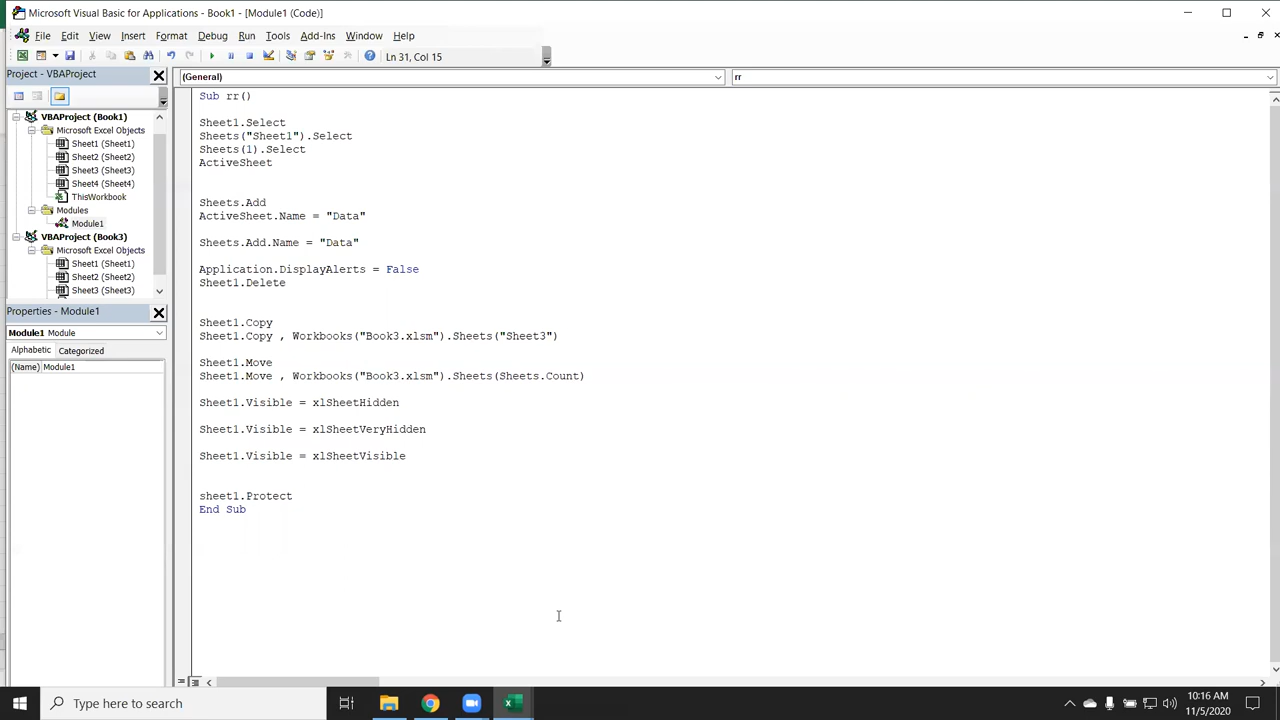 Microsoft Visual Basic for Applications - Book1 - [Module1 (Code)]
File Edit View Insert Format Debug Run Tools Add-Ins Window Help
Ln 31, Col 15
Project - VBAProject
(General)
rr
VBAProject (Book1)
Microsoft Excel Objects
Sheet1 (Sheet1)
Sheet2 (Sheet2)
Sheet3 (Sheet3)
Sheet4 (Sheet4)
ThisWorkbook
Modules
Module1
VBAProject (Book3)
Microsoft Excel Objects
Sheet1 (Sheet1)
Sheet2 (Sheet2)
Sheet3 (Sheet3)
Properties - Module1
Module1 Module
Alphabetic Categorized
(Name) Module1
Sub rr()
Sheet1.Select
Sheets("Sheet1").Select
Sheets(1).Select
ActiveSheet
Sheets.Add
ActiveSheet.Name = "Data"
Sheets.Add.Name = "Data"
Application.DisplayAlerts = False
Sheet1.Delete
Sheet1.Copy
Sheet1.Copy , Workbooks("Book3.xlsm").Sheets("Sheet3")
Sheet1.Move
Sheet1.Move , Workbooks("Book3.xlsm").Sheets(Sheets.Count)
Sheet1.Visible = xlSheetHidden
Sheet1.Visible = xlSheetVeryHidden
Sheet1.Visible = xlSheetVisible
sheet1.Protect
End Sub
Type here to search
10:16 AM
11/5/2020